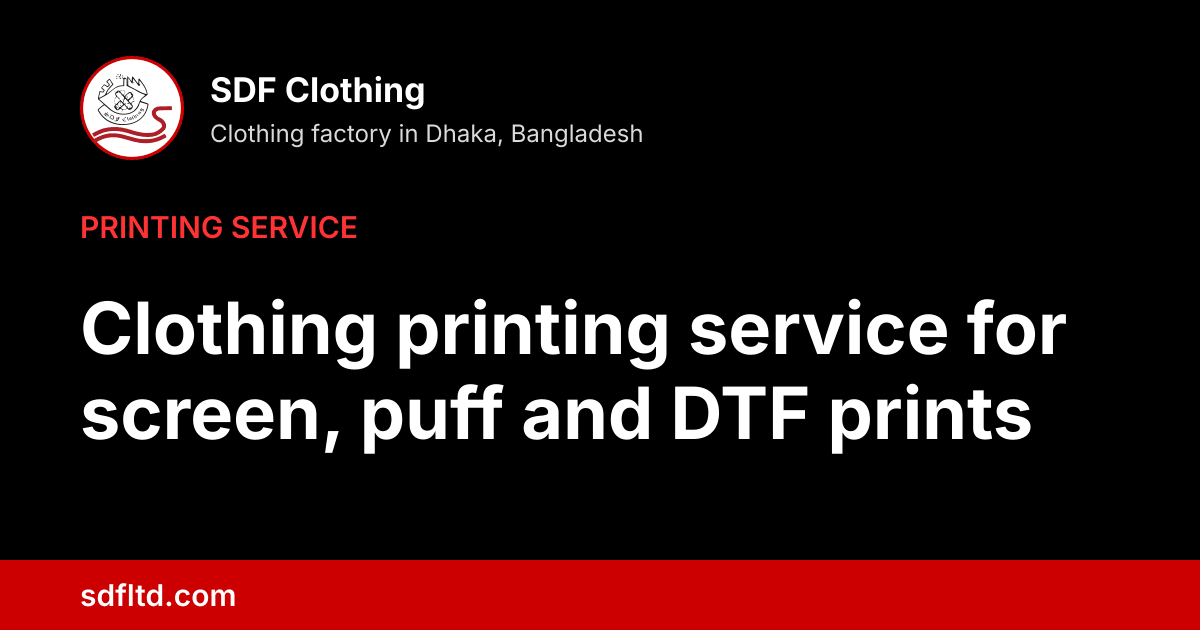 SDF Clothing
Clothing factory in Dhaka, Bangladesh
PRINTING SERVICE
Clothing printing service for
screen, puff and DTF prints
sdfltd.com